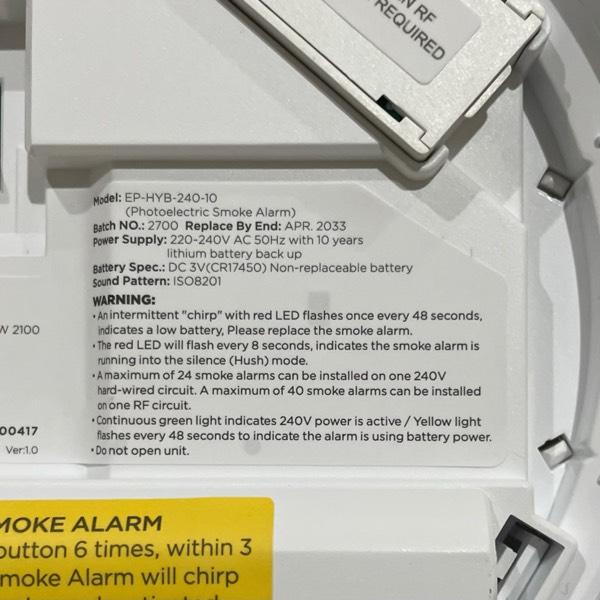 N RF
REQUIRED
Model: EP-HYB-240-10
(Photoelectric Smoke Alarm)
Batch NO.: 2700 Replace By End: APR. 2033
Power Supply: 220-240V AC 50Hz with 10 years
lithium battery back up
Battery Spec.: DC 3V(CR17450) Non-replaceable battery
Sound Pattern: ISO8201
WARNING:
• An intermittent "chirp" with red LED flashes once every 48 seconds,
indicates a low battery, Please replace the smoke alarm.
• The red LED will flash every 8 seconds, indicates the smoke alarm is
running into the silence (Hush) mode.
• A maximum of 24 smoke alarms can be installed on one 240V
hard-wired circuit. A maximum of 40 smoke alarms can be installed
on one RF circuit.
• Continuous green light indicates 240V power is active / Yellow light
flashes every 48 seconds to indicate the alarm is using battery power.
• Do not open unit.
W 2100
00417
Ver:1.0
MOKE ALARM
button 6 times, within 3
moke Alarm will chirp